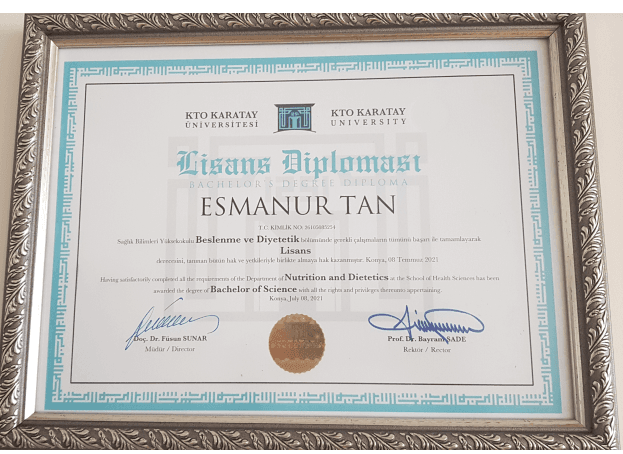 KTO KARATAY
ÜNİVERSİTESİ
KTO KARATAY
UNIVERSITY
Lisans Diploması
BACHELOR'S DEGREE DIPLOMA
ESMANUR TAN
T.C KİMLİK NO:
Sağlık Bilimleri Yüksekokulu Beslenme ve Diyetetik bölümünde gerekli çalışmaların tümünü başarı ile tamamlayarak
Lisans
derecesini, tanınan bütün hak ve yetkileriyle birlikte almaya hak kazanmıştır. Konya, 08 Temmuz 2021
Having satisfactorily completed all the requirements of the Department of Nutrition and Dietetics at the School of Health Sciences has been
awarded the degree of Bachelor of Science with all the rights and privileges thereunto appertaining.
Konya, July 08, 2021
Doç. Dr. Füsun SUNAR
Müdür / Director
Prof. Dr. Bayram SADE
Rektör / Rector